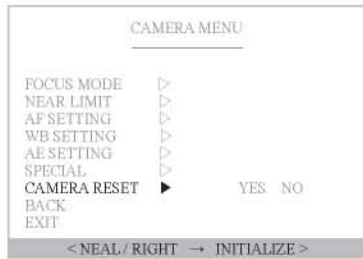 CAMERA MENU
FOCUS MODE ▷
NEAR LIMIT ▷
AF SETTING ▷
WB SETTING ▷
AE SETTING ▷
SPECIAL ▷
CAMERA RESET ▶ YES NO
BACK
EXIT
< NEAL / RIGHT → INITIALIZE >